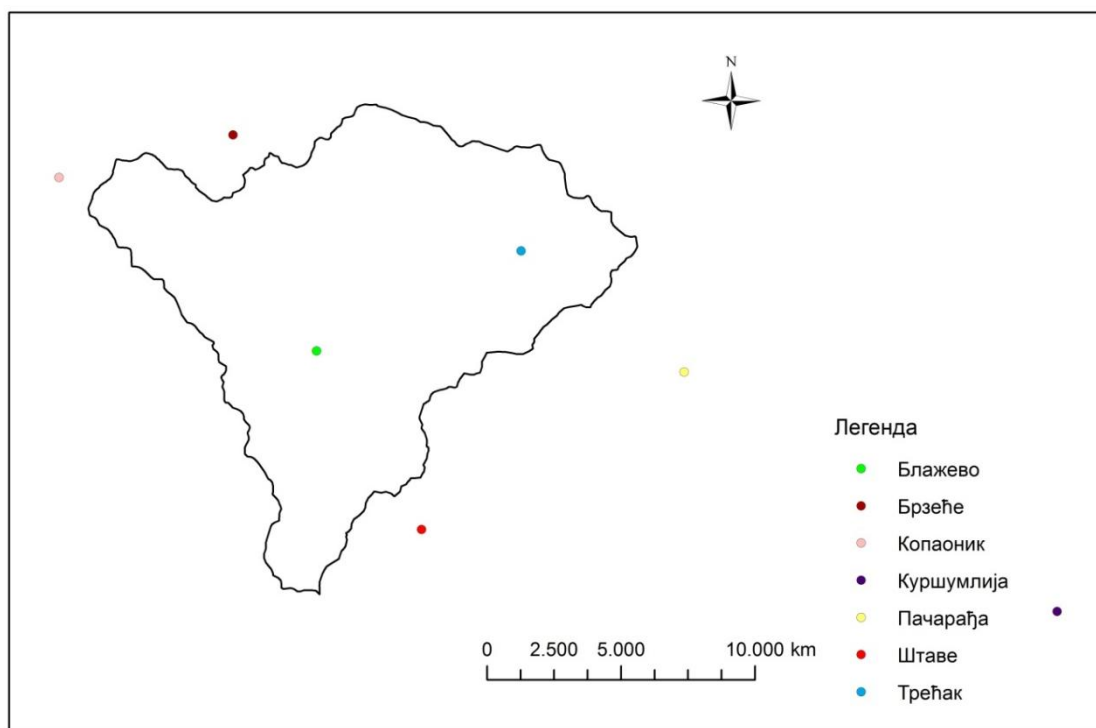 N
Легенда
Блажево
Брзеће
Копаоник
Куршумлија
Пачарађа
Штаве
Трећак
0 2.500 5.000 10.000 km